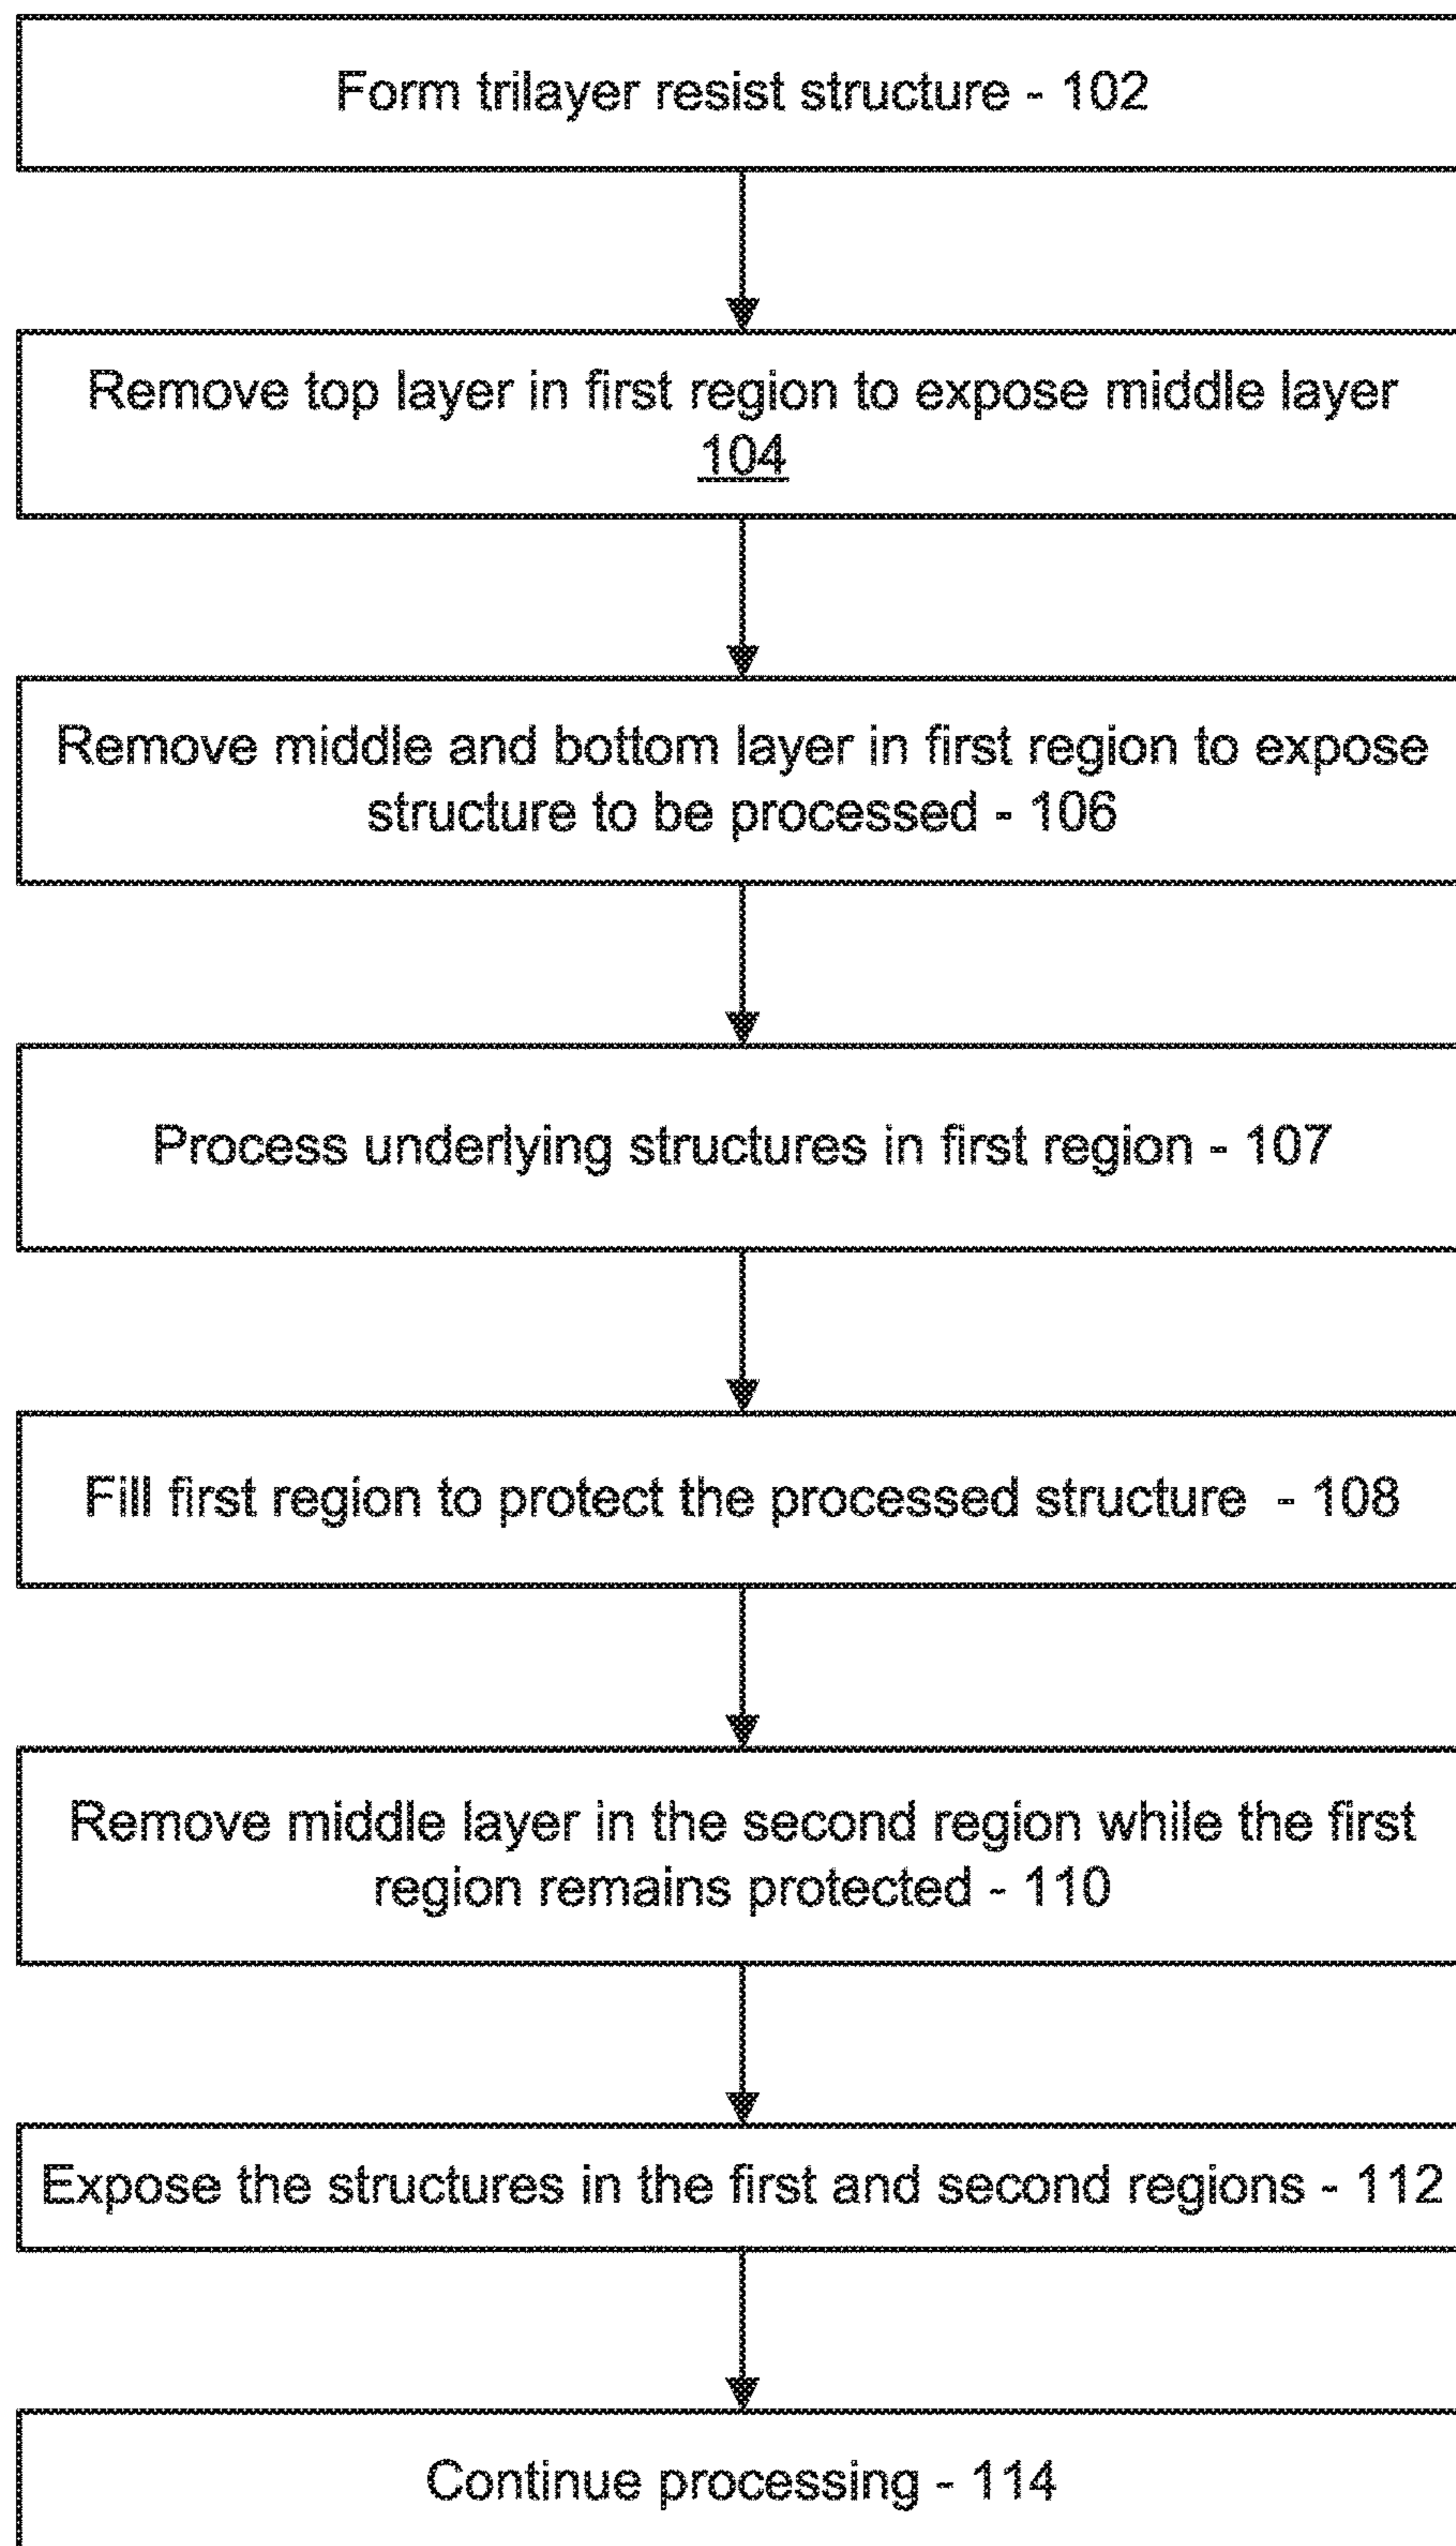 Form trilayer resist structure - 102
Remove top layer in first region to expose middle layer
104
Remove middle and bottom layer in first region to expose
structure to be processed - 106
Process underlying structures in first region - 107
Fill first region to protect the processed structure - 108
Remove middle layer in the second region while the first
region remains protected - 110
Expose the structures in the first and second regions - 112
Continue processing - 114